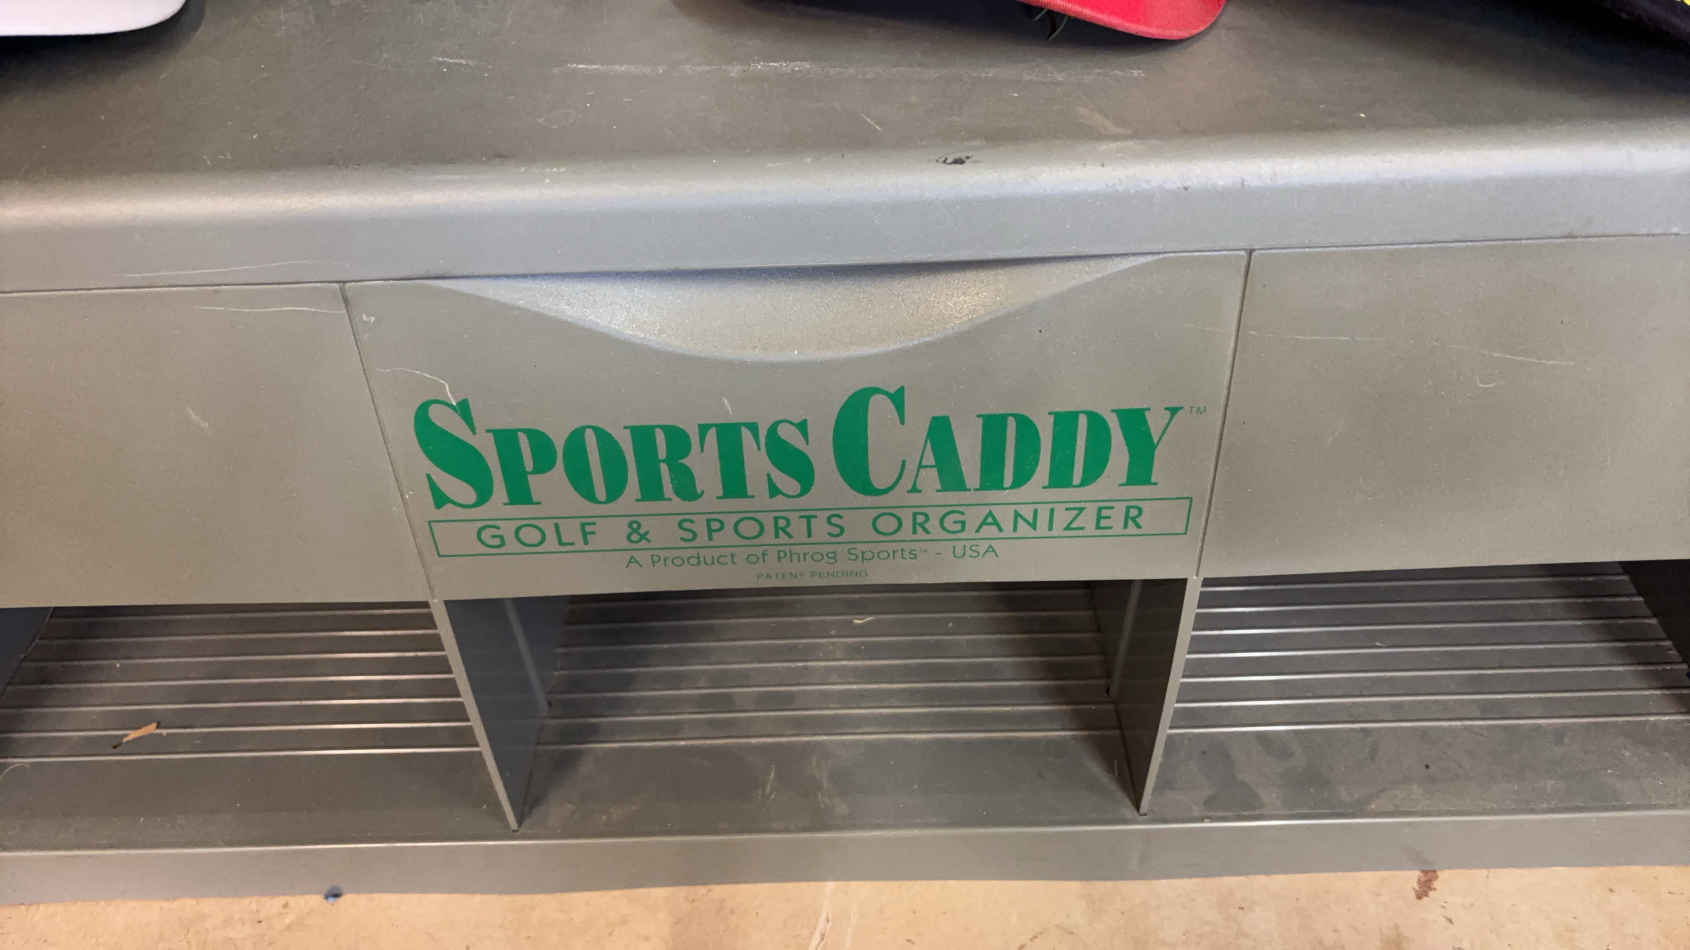 SPORTS CADDY™
GOLF & SPORTS ORGANIZER
A Product of Phrog Sports™ - USA
PATENT PENDING